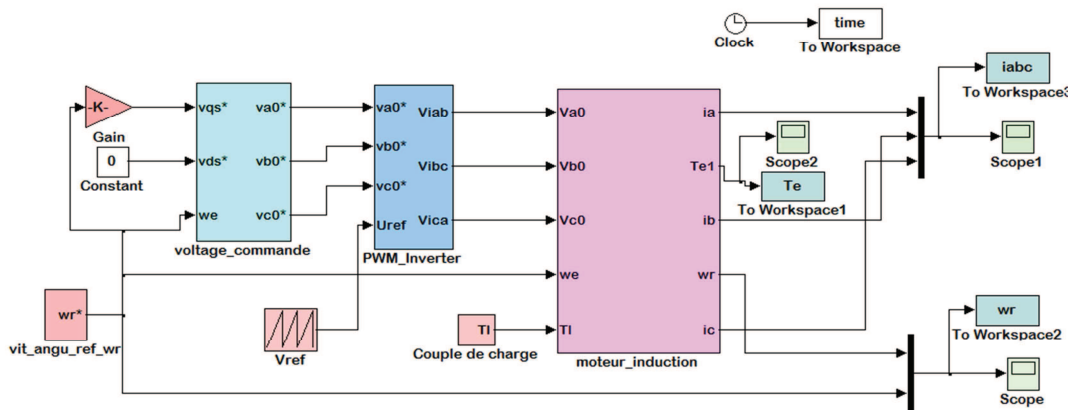 time
Clock
To Workspace
iabc
To Workspace3
-K-
Gain
vqs*
va0*
va0*
Viab
Va0
ia
0
Constant
vds*
vb0*
vb0*
Vibc
Vb0
Te1
Scope2
Scope1
Te
To Workspace1
vc0*
vc0*
we
Uref
Vica
Vc0
ib
voltage_commande
PWM_Inverter
we
wr
wr*
vit_angu_ref_wr
Vref
Tl
Couple de charge
Tl
ic
moteur_induction
wr
To Workspace2
Scope